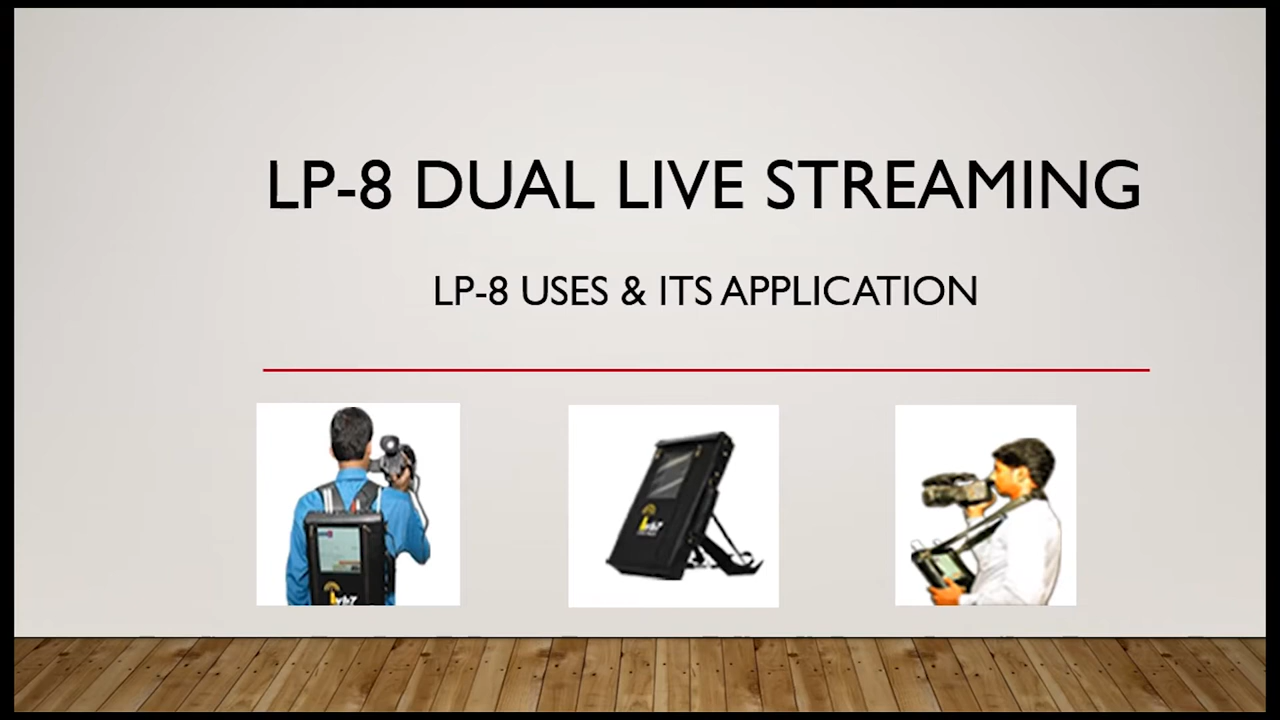 LP-8 DUAL LIVE STREAMING
LP-8 USES & ITS APPLICATION